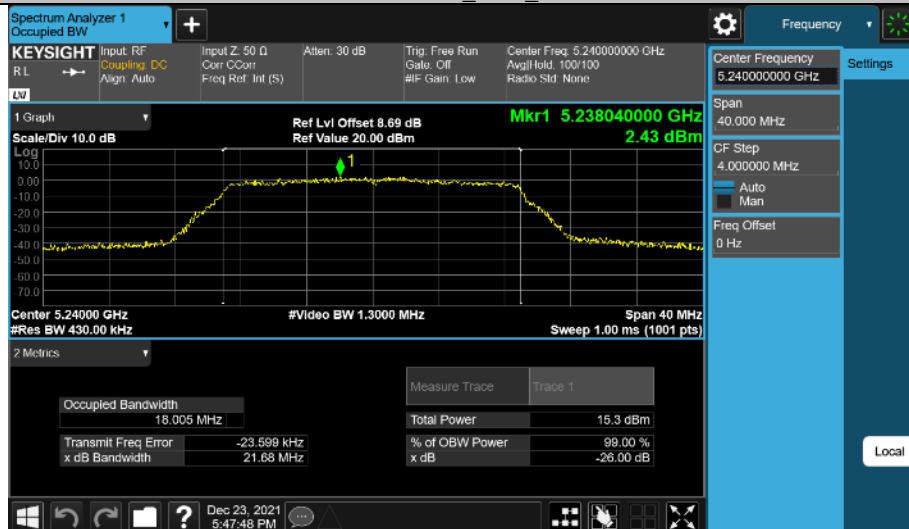 Spectrum Analyzer 1
Occupied BW
Frequency
KEYSIGHT
RL
LXI
Input: RF
Coupling: DC
Align: Auto
Input Z: 50 Ω
Corr CCorr
Freq Ref: Int (S)
Atten: 30 dB
Trig: Free Run
Gate: Off
#IF Gain: Low
Center Freq: 5.240000000 GHz
Avg|Hold: 100/100
Radio Std: None
Center Frequency
5.240000000 GHz
Settings
Span
40.000 MHz
CF Step
4.000000 MHz
Auto
Man
Freq Offset
0 Hz
Local
1 Graph
Scale/Div 10.0 dB
Ref Lvl Offset 8.69 dB
Ref Value 20.00 dBm
Mkr1 5.238040000 GHz
2.43 dBm
Log
10.0
0.00
-10.0
-20.0
-30.0
-40.0
-50.0
-60.0
70.0
1
Center 5.24000 GHz
#Res BW 430.00 kHz
#Video BW 1.3000 MHz
Span 40 MHz
Sweep 1.00 ms (1001 pts)
2 Metrics
Measure Trace
Trace 1
Occupied Bandwidth
18.005 MHz
Total Power
15.3 dBm
Transmit Freq Error
-23.599 kHz
% of OBW Power
99.00 %
x dB Bandwidth
21.68 MHz
x dB
-26.00 dB
?
Dec 23, 2021
5:47:48 PM